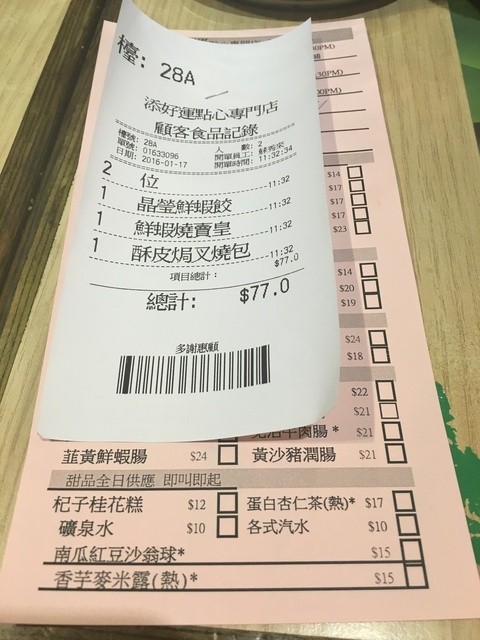 檯: 28A
添好運點心專門店
顧客食品記錄
檯號: 28A 人 數: 2
單號: 01633096 開單員工:
日期: 2016-01-17 開單時間: 11:32:34
2 位 11:32
1 晶瑩鮮蝦餃 11:32
1 鮮蝦燒賣皇 11:32
1 酥皮焗叉燒包 11:32
項目總計: $77.0
總計: $77.0
多謝惠顧
$14
$17
$17
$23
$14
$20
$19
$24
$18
$22
$21
牛肉腸* $21
韮黃鮮蝦腸 $24 黃沙豬潤腸 $21
甜品全日供應 即叫即起
杞子桂花糕 $12 蛋白杏仁茶(熱)* $17
礦泉水 $10 各式汽水 $10
南瓜紅豆沙翁球* $15
香芋麥米露(熱)* $15